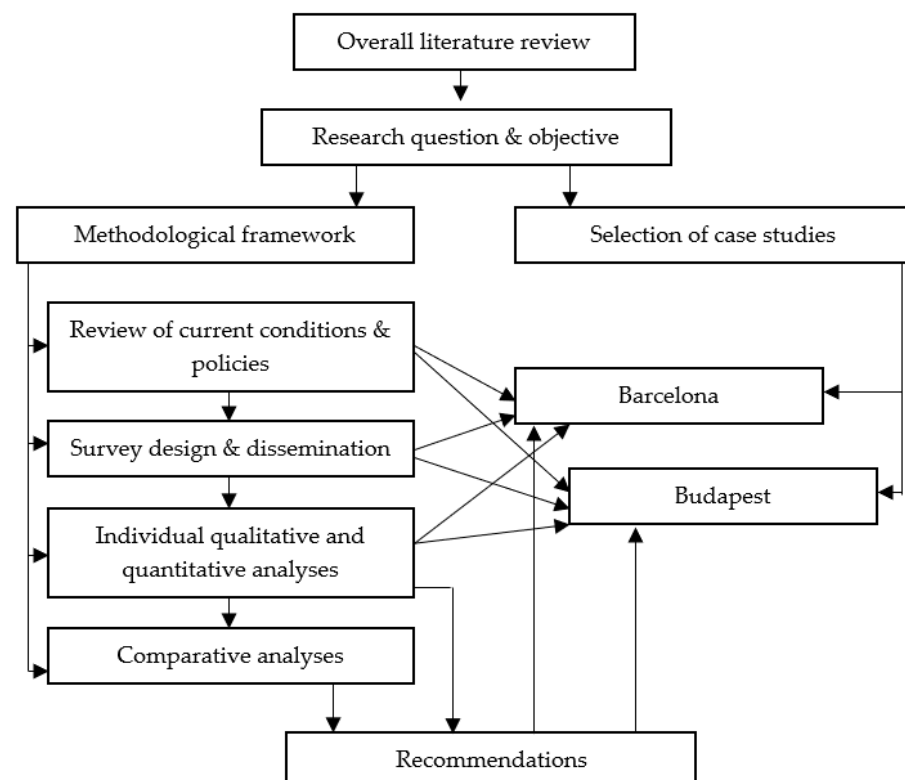 Overall literature review
Research question & objective
Methodological framework
Selection of case studies
Review of current conditions &
policies
Barcelona
Survey design & dissemination
Budapest
Individual qualitative and
quantitative analyses
Comparative analyses
Recommendations